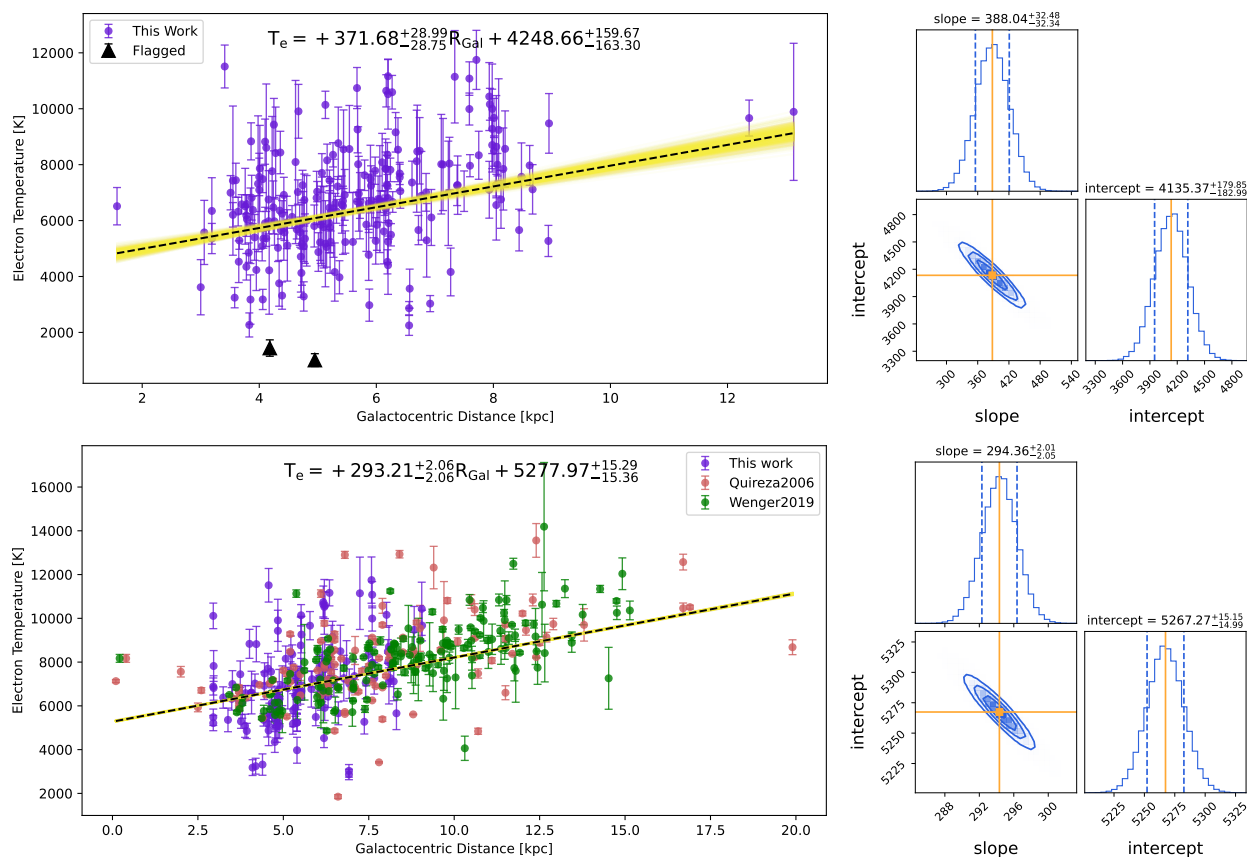 This Work
Flagged
Te = +371.68 +28.99 −28.75 RGal + 4248.66 +159.67 −163.30
12000
10000
8000
6000
4000
2000
Electron Temperature [K]
2 4 6 8 10 12
Galactocentric Distance [kpc]
slope = 388.04 +32.48 −32.34
intercept = 4135.37 +179.85 −182.99
4800
4500
4200
3900
3600
3300
intercept
300 360 420 480 540
slope
3300 3600 3900 4200 4500 4800
intercept
Te = +293.21 +2.06 −2.06 RGal + 5277.97 +15.29 −15.36
This work
Quireza2006
Wenger2019
16000
14000
12000
10000
8000
6000
4000
2000
Electron Temperature [K]
0.0 2.5 5.0 7.5 10.0 12.5 15.0 17.5 20.0
Galactocentric Distance [kpc]
slope = 294.36 +2.01 −2.05
intercept = 5267.27 +15.15 −14.99
5325
5300
5275
5250
5225
intercept
288 292 296 300
slope
5225 5250 5275 5300 5325
intercept